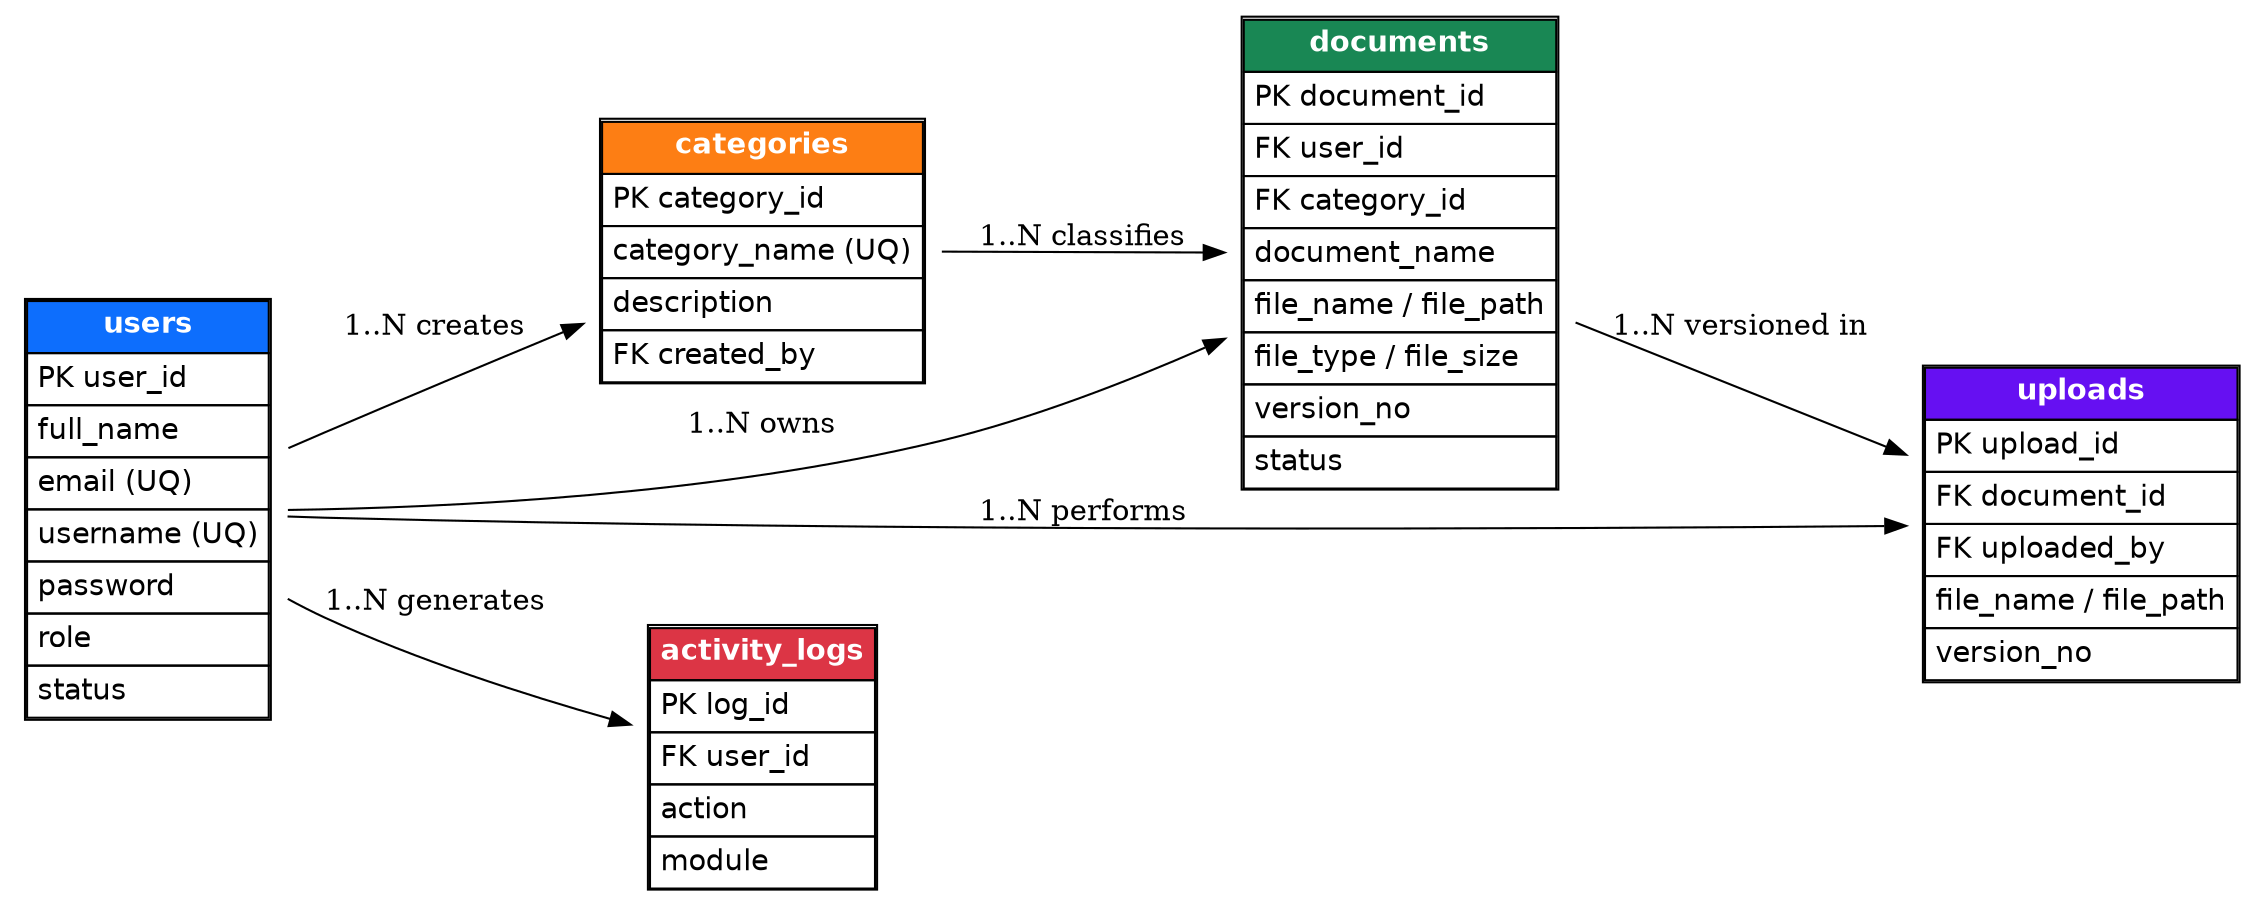 users
PK user_id
full_name
email (UQ)
username (UQ)
password
role
status
1..N creates
1..N owns
1..N performs
1..N generates
categories
PK category_id
category_name (UQ)
description
FK created_by
1..N classifies
activity_logs
PK log_id
FK user_id
action
module
documents
PK document_id
FK user_id
FK category_id
document_name
file_name / file_path
file_type / file_size
version_no
status
1..N versioned in
uploads
PK upload_id
FK document_id
FK uploaded_by
file_name / file_path
version_no